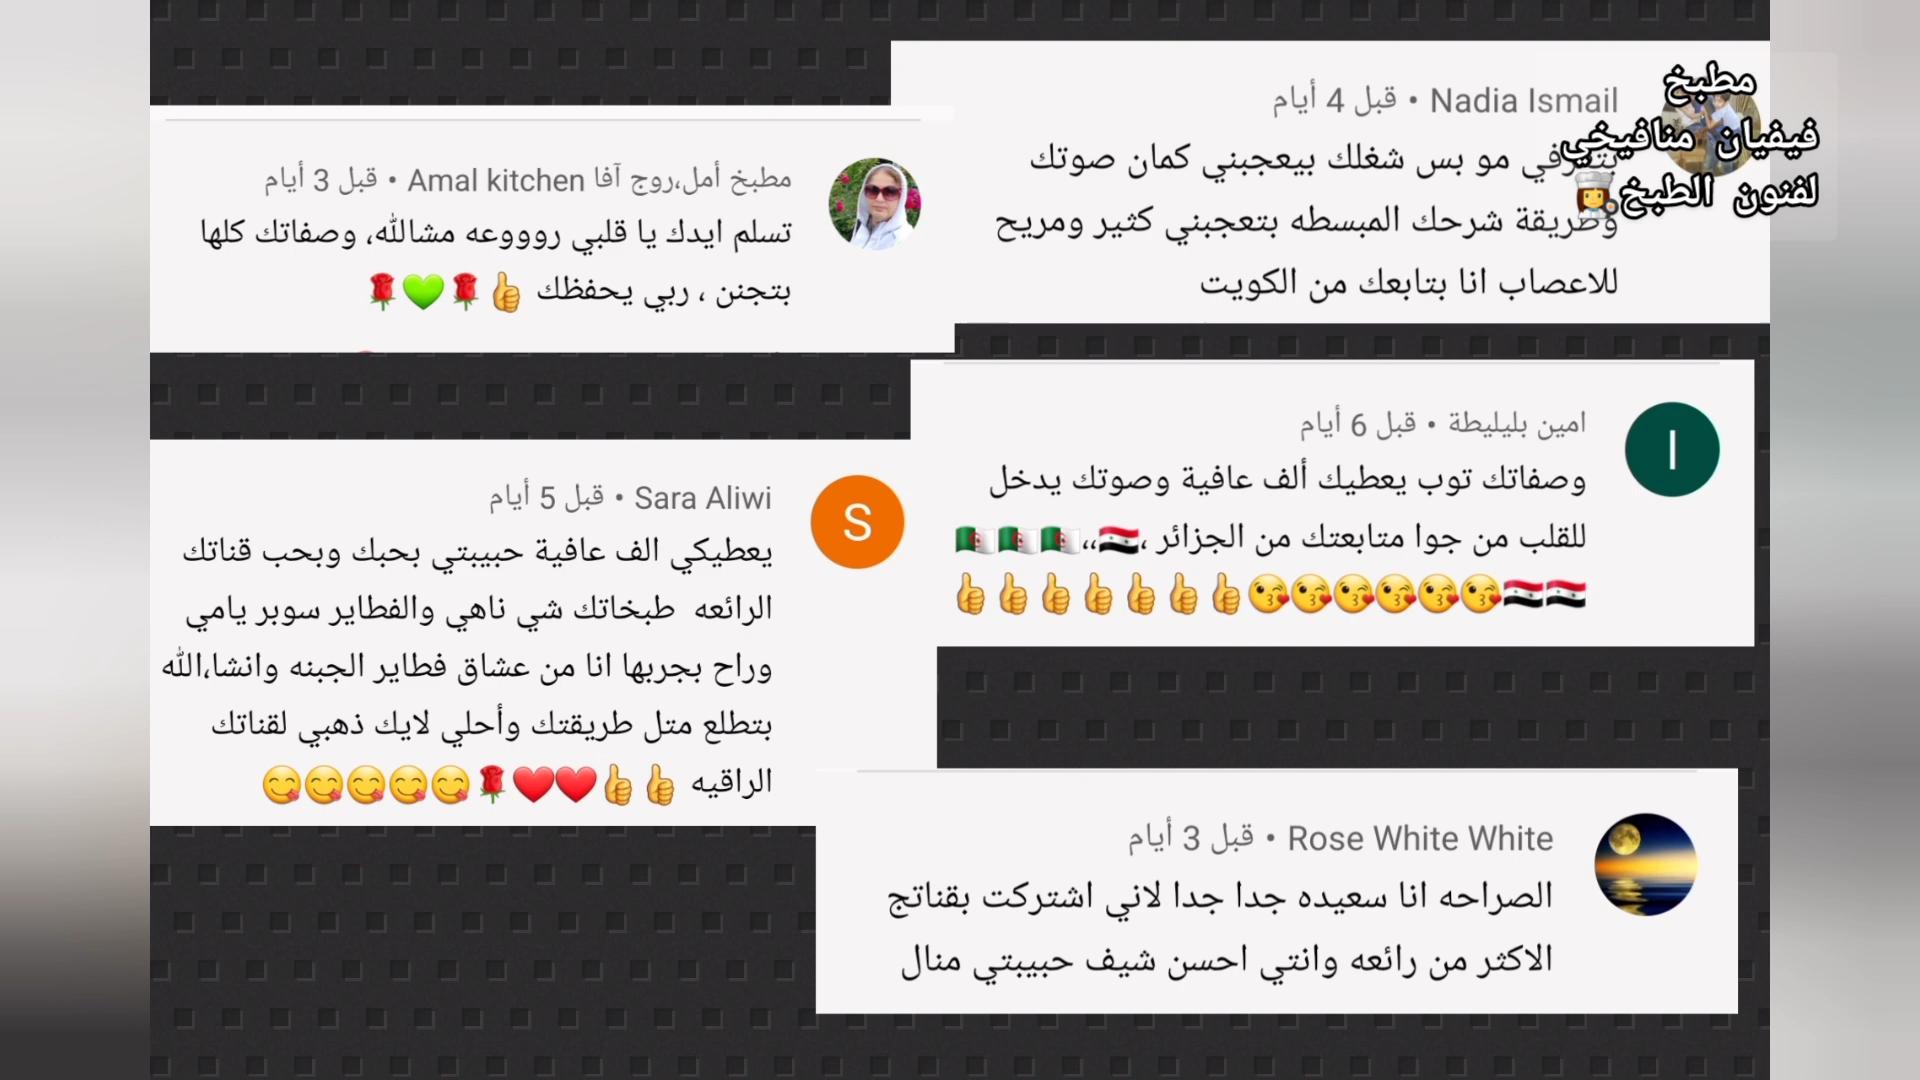 مطبخ
فيفيان منافيخي
لفنون الطبخ
Nadia Ismail • قبل 4 أيام
مو بس شغلك بيعجبني كمان صوتك
وطريقة شرحك المبسطه بتعجبني كثير ومريح
للاعصاب انا بتابعك من الكويت
مطبخ أمل،روج آفا Amal kitchen • قبل 3 أيام
تسلم ايدك يا قلبي روووعه مشالله، وصفاتك كلها
بتجنن ، ربي يحفظك 👍🌹💚🌹
امين بليليطة • قبل 6 أيام
وصفاتك توب يعطيك ألف عافية وصوتك يدخل
للقلب من جوا متابعتك من الجزائر ،🇸🇾،،🇩🇿🇩🇿🇩🇿
🇸🇾🇸🇾😘😘😘😘😘😘👍👍👍👍👍👍👍
S
Sara Aliwi • قبل 5 أيام
يعطيكي الف عافية حبيبتي بحبك وبحب قناتك
الرائعه طبخاتك شي ناهي والفطاير سوبر يامي
وراح بجربها انا من عشاق فطاير الجبنه وانشا،الله
بتطلع متل طريقتك وأحلي لايك ذهبي لقناتك
الراقيه 👍👍❤️❤️🌹😋😋😋😋😋
Rose White White • قبل 3 أيام
الصراحه انا سعيده جدا جدا لاني اشتركت بقناتج
الاكثر من رائعه وانتي احسن شيف حبيبتي منال